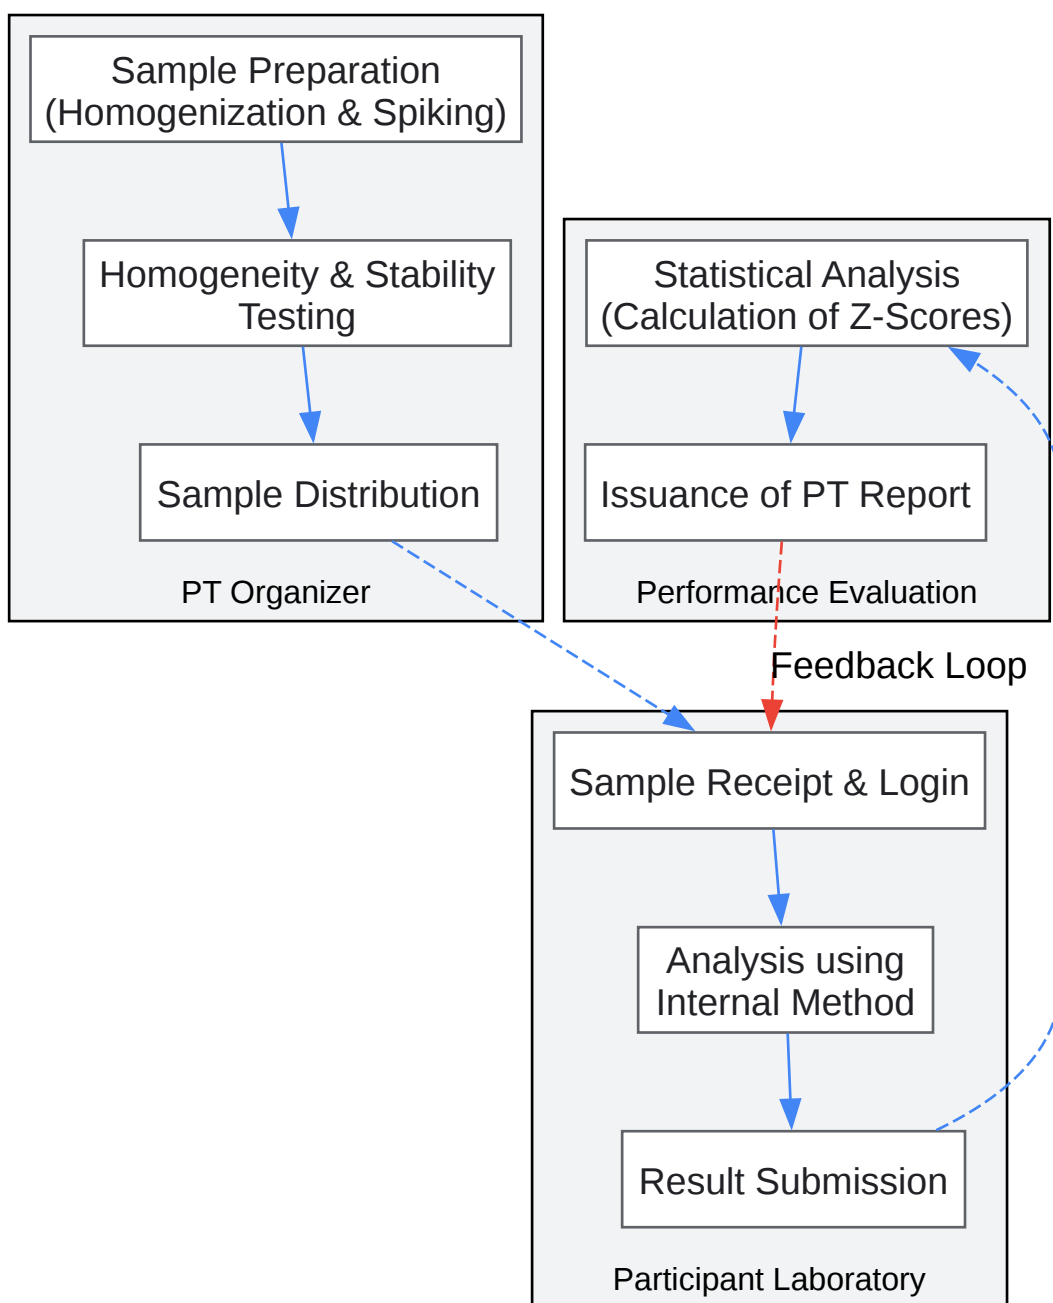 Sample Preparation
(Homogenization & Spiking)
Homogeneity & Stability
Testing
Sample Distribution
PT Organizer
Statistical Analysis
(Calculation of Z-Scores)
Issuance of PT Report
Performance Evaluation
Feedback Loop
Sample Receipt & Login
Analysis using
Internal Method
Result Submission
Participant Laboratory